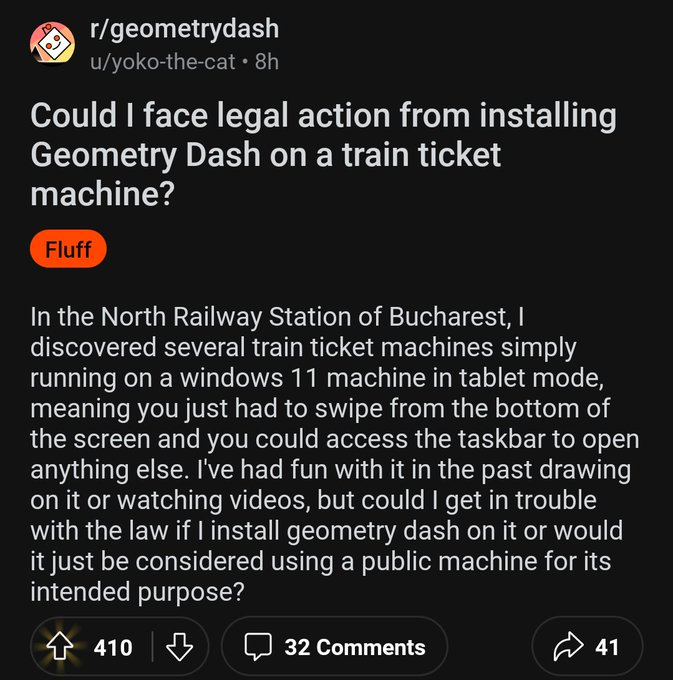 r/geometrydash
u/yoko-the-cat • 8h
Could I face legal action from installing
Geometry Dash on a train ticket
machine?
Fluff
In the North Railway Station of Bucharest, I
discovered several train ticket machines simply
running on a windows 11 machine in tablet mode,
meaning you just had to swipe from the bottom of
the screen and you could access the taskbar to open
anything else. I've had fun with it in the past drawing
on it or watching videos, but could I get in trouble
with the law if I install geometry dash on it or would
it just be considered using a public machine for its
intended purpose?
410 32 Comments 41